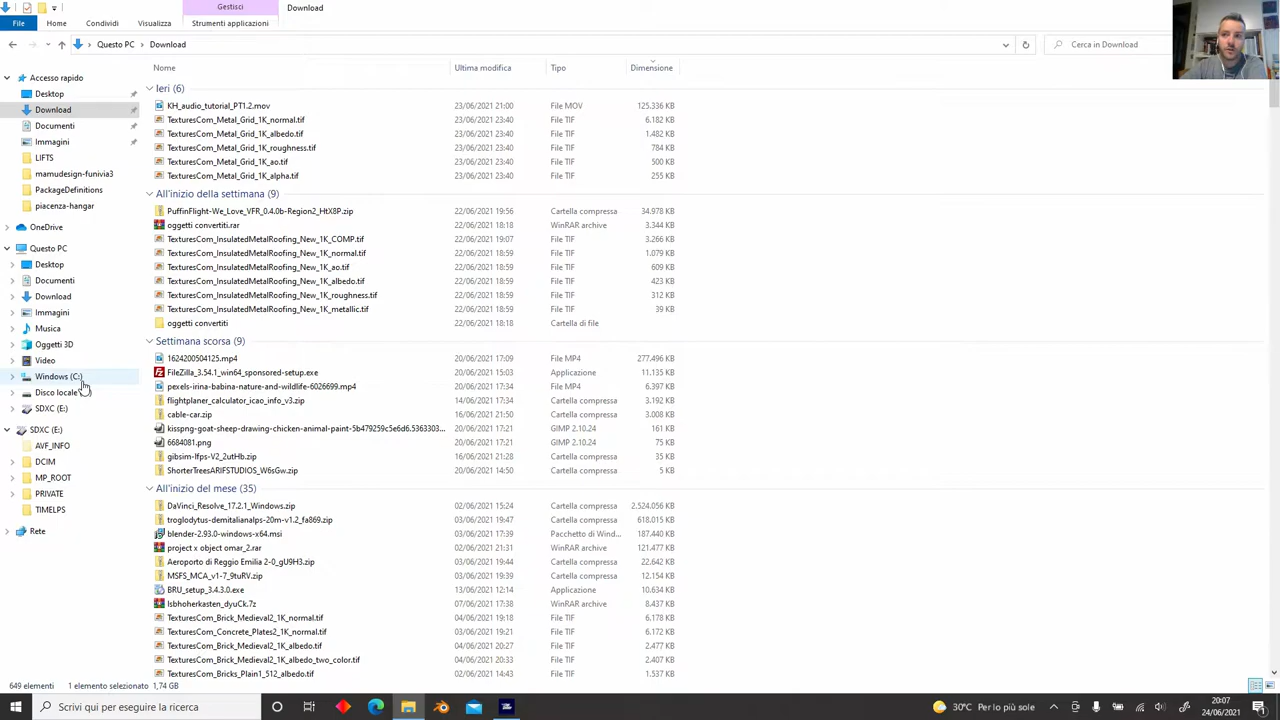 Gestisci
Download
File
Home
Condividi
Visualizza
Strumenti applicazioni
Questo PC
Download
Cerca in Download
Nome
Ultima modifica
Tipo
Dimensione
Accesso rapido
Desktop
Download
Documenti
Immagini
LIFTS
mamudesign-funivia3
PackageDefinitions
piacenza-hangar
OneDrive
Questo PC
Desktop
Documenti
Download
Immagini
Musica
Oggetti 3D
Video
Windows (C:)
Disco locale
SDXC (E:)
SDXC (E:)
AVF_INFO
DCIM
MP_ROOT
PRIVATE
TIMELPS
Rete
Ieri (6)
KH_audio_tutorial_PT1.2.mov 23/06/2021 21:00 File MOV 125.336 KB
TexturesCom_Metal_Grid_1K_normal.tif 23/06/2021 23:40 File TIF 6.182 KB
TexturesCom_Metal_Grid_1K_albedo.tif 23/06/2021 23:40 File TIF 1.482 KB
TexturesCom_Metal_Grid_1K_roughness.tif 23/06/2021 23:40 File TIF 784 KB
TexturesCom_Metal_Grid_1K_ao.tif 23/06/2021 23:40 File TIF 500 KB
TexturesCom_Metal_Grid_1K_alpha.tif 23/06/2021 23:40 File TIF 255 KB
All'inizio della settimana (9)
PuffinFlight-We_Love_VFR_0.4.0b-Region2_HtX8P.zip 22/06/2021 19:56 Cartella compressa 34.978 KB
oggetti convertiti.rar 22/06/2021 18:18 WinRAR archive 3.344 KB
TexturesCom_InsulatedMetalRoofing_New_1K_COMP.tif 22/06/2021 19:07 File TIF 3.266 KB
TexturesCom_InsulatedMetalRoofing_New_1K_normal.tif 22/06/2021 18:59 File TIF 1.079 KB
TexturesCom_InsulatedMetalRoofing_New_1K_ao.tif 22/06/2021 18:59 File TIF 609 KB
TexturesCom_InsulatedMetalRoofing_New_1K_albedo.tif 22/06/2021 18:59 File TIF 423 KB
TexturesCom_InsulatedMetalRoofing_New_1K_roughness.tif 22/06/2021 18:59 File TIF 312 KB
TexturesCom_InsulatedMetalRoofing_New_1K_metallic.tif 22/06/2021 18:59 File TIF 39 KB
oggetti convertiti 22/06/2021 18:18 Cartella di file
Settimana scorsa (9)
1624200504125.mp4 20/06/2021 17:09 File MP4 277.496 KB
FileZilla_3.54.1_win64_sponsored-setup.exe 20/06/2021 17:09 Applicazione 11.135 KB
pexels-irina-babina-nature-and-wildlife-6026699.mp4 20/06/2021 17:17 File MP4 6.397 KB
flightplaner_calculator_icao_info_v3.zip 14/06/2021 17:34 Cartella compressa 3.192 KB
cable-car.zip 16/06/2021 21:50 Cartella compressa 3.008 KB
kisspng-goat-sheep-drawing-chicken-animal-paint-5b479259c5e6d6.5363303... 20/06/2021 17:21 GIMP 2.10.24 161 KB
6684081.png 20/06/2021 17:21 GIMP 2.10.24 75 KB
gibsim-lfps-V2_2utHb.zip 16/06/2021 21:28 Cartella compressa 35 KB
ShorterTreesARIFSTUDIOS_W6sGw.zip 20/06/2021 14:50 Cartella compressa 5 KB
All'inizio del mese (35)
DaVinci_Resolve_17.2.1_Windows.zip 02/06/2021 15:24 Cartella compressa 2.524.056 KB
troglodytus-demitalianalps-20m-v1.2_fa869.zip 03/06/2021 19:47 Cartella compressa 618.015 KB
blender-2.93.0-windows-x64.msi 03/06/2021 17:39 Pacchetto di Wind... 187.440 KB
project x object omar_2.rar 02/06/2021 21:31 WinRAR archive 121.477 KB
Aeroporto di Reggio Emilia 2-0_gU9H3.zip 03/06/2021 19:44 Cartella compressa 22.642 KB
MSFS_MCA_v1-7_9tuRV.zip 03/06/2021 19:39 Cartella compressa 12.154 KB
BRU_setup_3.4.3.0.exe 13/06/2021 12:14 Applicazione 10.634 KB
lsbhoherkasten_dyuCk.7z 07/06/2021 17:38 WinRAR archive 8.437 KB
TexturesCom_Brick_Medieval2_1K_normal.tif 04/06/2021 19:18 File TIF 6.178 KB
TexturesCom_Concrete_Plates2_1K_normal.tif 03/06/2021 19:21 File TIF 6.172 KB
TexturesCom_Brick_Medieval2_1K_albedo.tif 04/06/2021 20:27 File TIF 2.477 KB
TexturesCom_Brick_Medieval2_1K_albedo_two_color.tif 04/06/2021 20:33 File TIF 2.407 KB
TexturesCom_Bricks_Plain1_512_albedo.tif 02/06/2021 14:43 File TIF 1.537 KB
649 elementi 1 elemento selezionato 1,74 GB
Scrivi qui per eseguire la ricerca
30°C Per lo più sole
20:07
24/06/2021